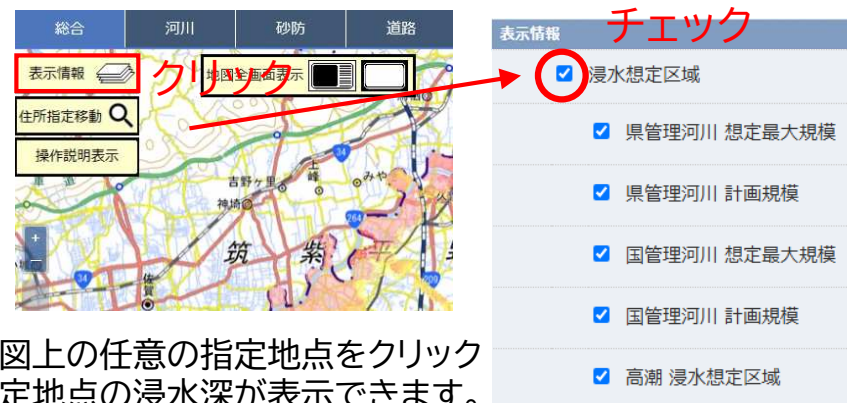 総合 河川 砂防 道路
表示情報
クリック
地図全画面表示
住所指定移動
操作説明表示
34
吉野ヶ里
峰
みや
神埼
264
筑 紫 平
34
佐賀
209
+
−
図上の任意の指定地点をクリック
定地点の浸水深が表示できます。
表示情報
チェック
浸水想定区域
県管理河川 想定最大規模
県管理河川 計画規模
国管理河川 想定最大規模
国管理河川 計画規模
高潮 浸水想定区域